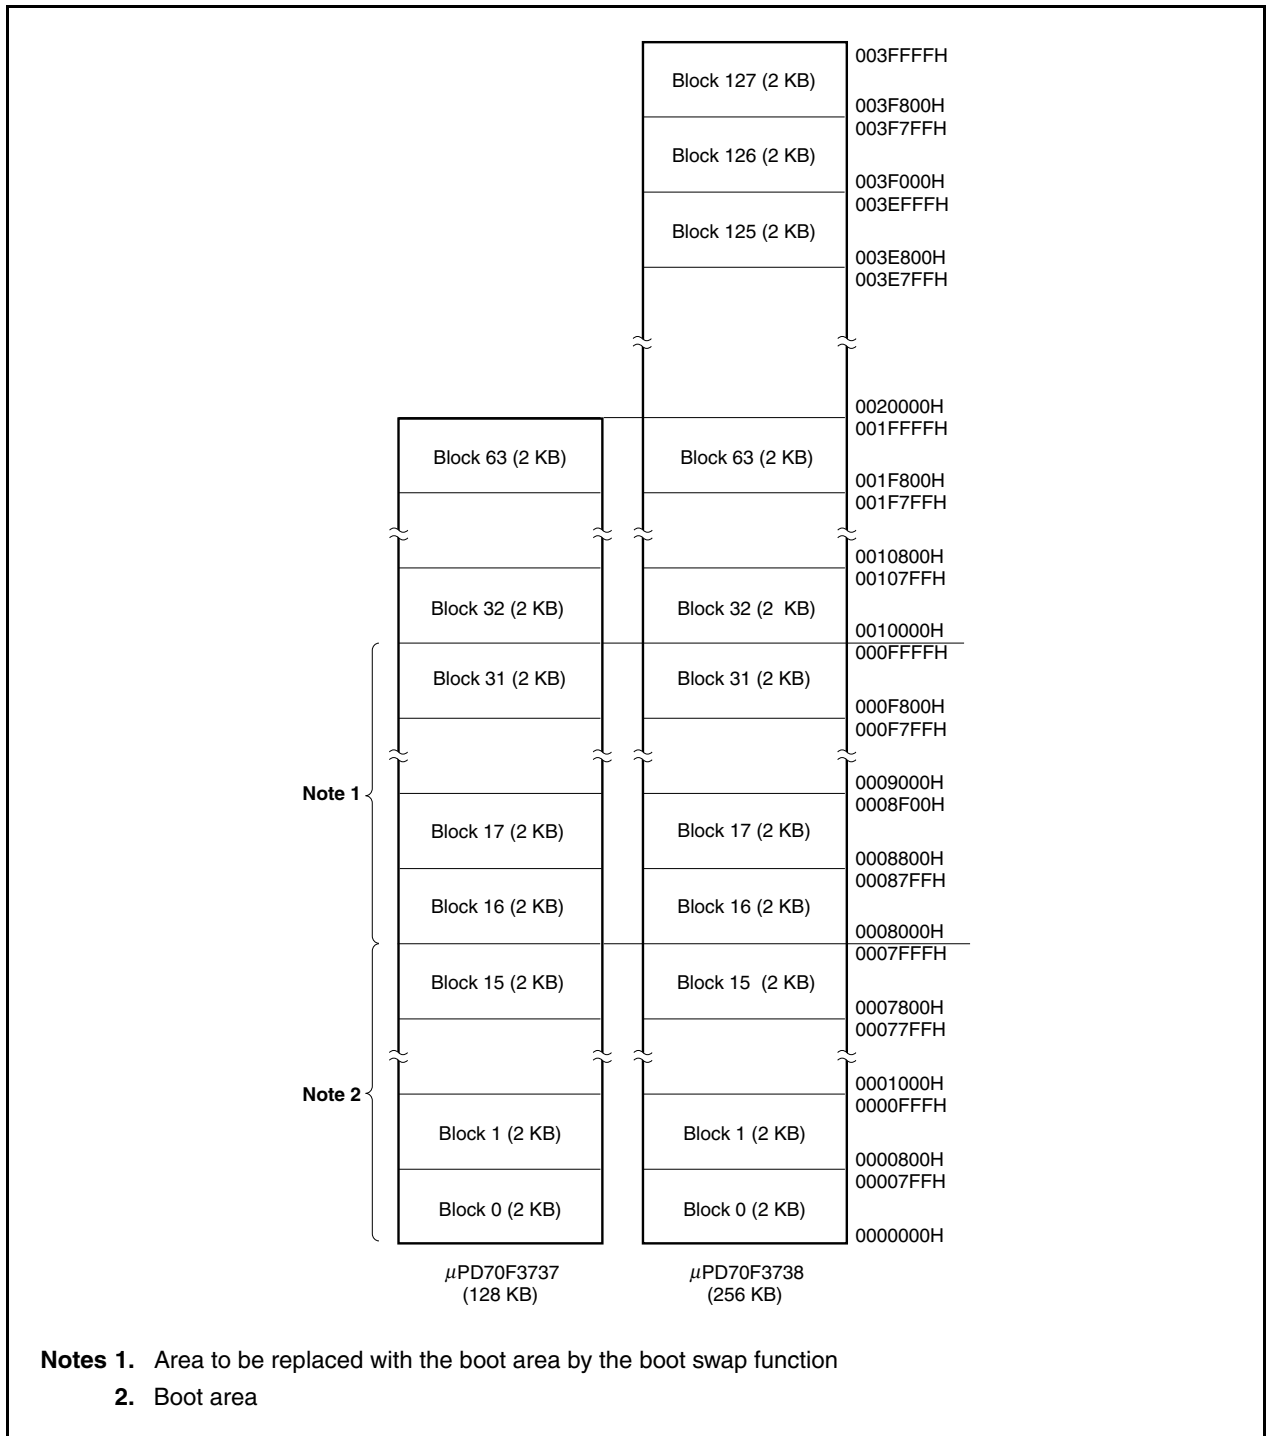 003FFFFH
Block 127 (2 KB)
003F800H
003F7FFH
Block 126 (2 KB)
003F000H
003EFFFH
Block 125 (2 KB)
003E800H
003E7FFH
0020000H
001FFFFH
Block 63 (2 KB) Block 63 (2 KB)
001F800H
001F7FFH
0010800H
00107FFH
Block 32 (2 KB) Block 32 (2 KB)
0010000H
000FFFFH
Block 31 (2 KB) Block 31 (2 KB)
000F800H
000F7FFH
0009000H
Note 1
0008F00H
Block 17 (2 KB) Block 17 (2 KB)
0008800H
00087FFH
Block 16 (2 KB) Block 16 (2 KB)
0008000H
0007FFFH
Block 15 (2 KB) Block 15 (2 KB)
0007800H
00077FFH
0001000H
Note 2
0000FFFH
Block 1 (2 KB) Block 1 (2 KB)
0000800H
00007FFH
Block 0 (2 KB) Block 0 (2 KB)
0000000H
μPD70F3737 μPD70F3738
(128 KB) (256 KB)
Notes 1. Area to be replaced with the boot area by the boot swap function
2. Boot area